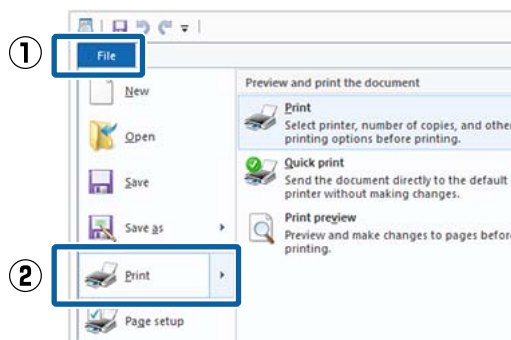 ①
File
New
Open
Save
Save as
②
Print
Page setup
Preview and print the document
Print
Select printer, number of copies, and other
printing options before printing.
Quick print
Send the document directly to the default
printer without making changes.
Print preview
Preview and make changes to pages befor
printing.